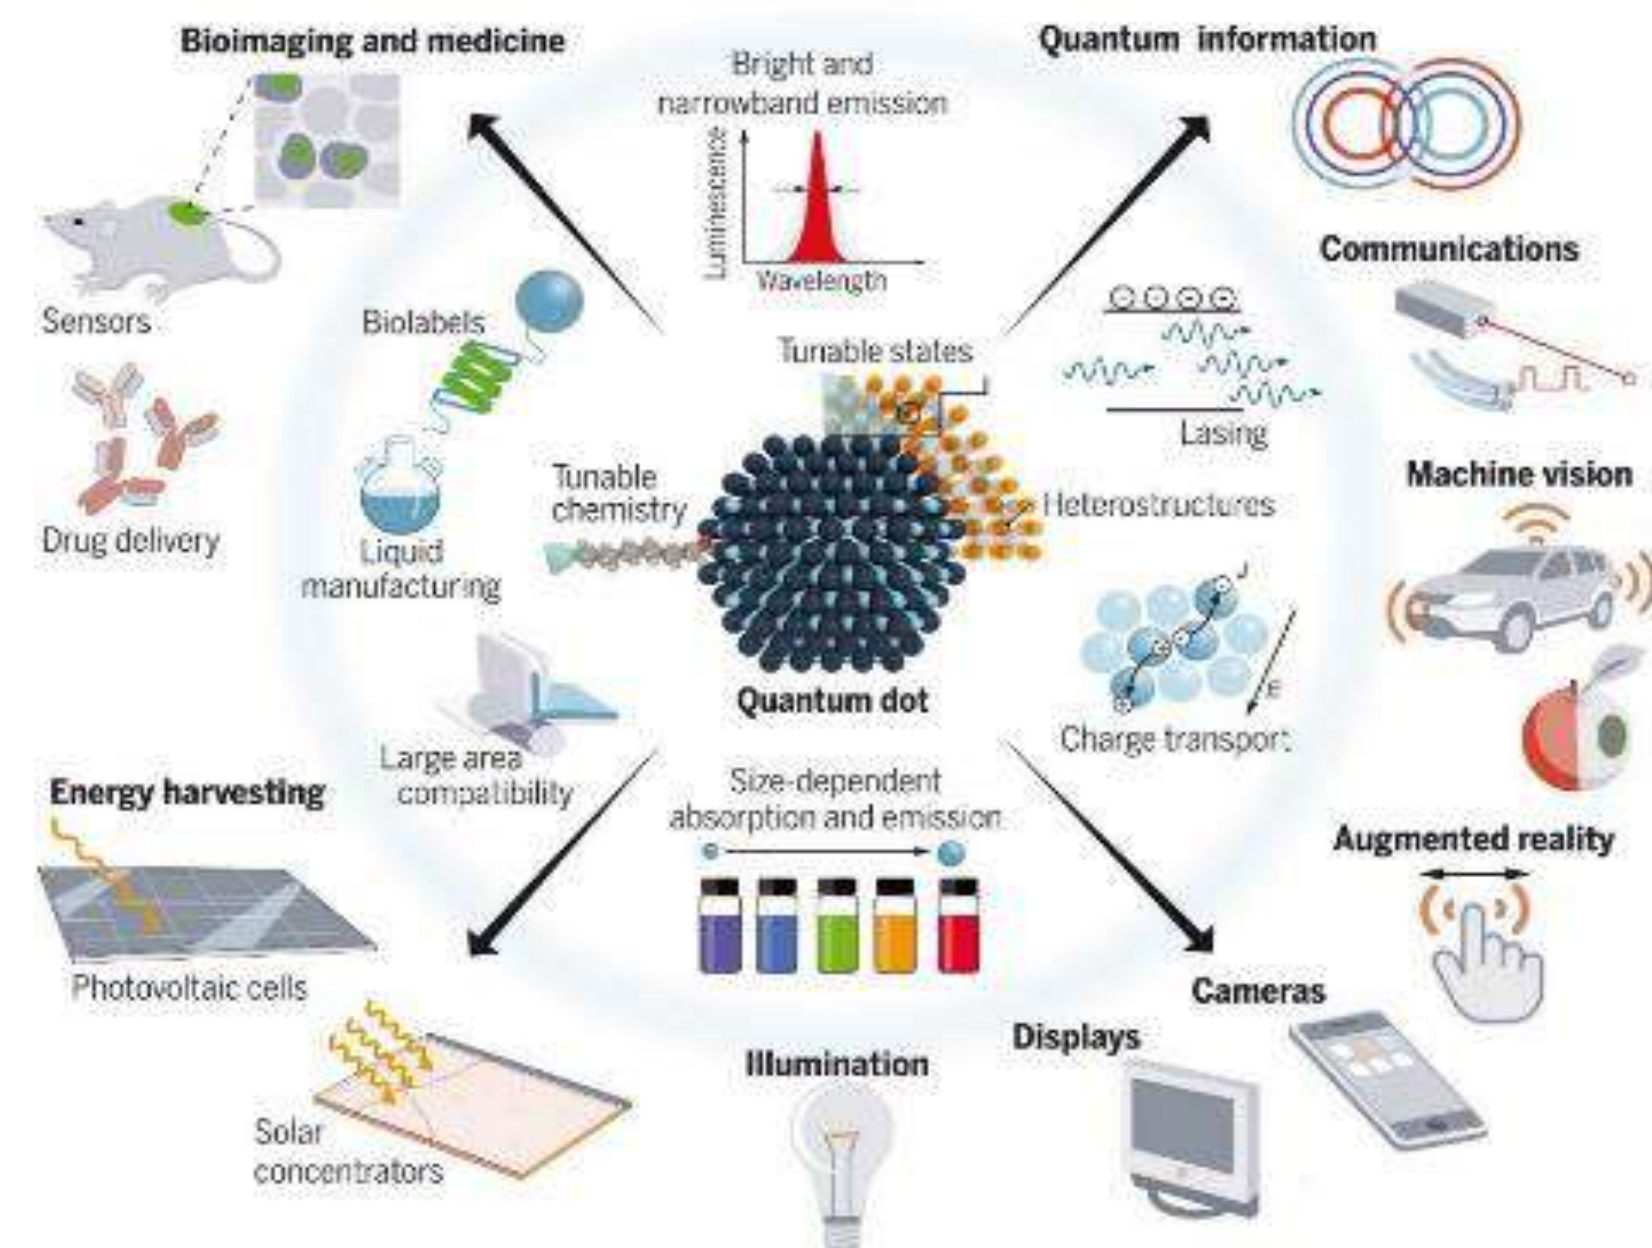 Bioimaging and medicine
Sensors
Drug delivery
Biolabels
Liquid
manufacturing
Large area
compatibility
Bright and
narrowband emission
Luminescence
Wavelength
Tunable states
Tunable
chemistry
Heterostructures
Quantum dot
Size-dependent
absorption and emission
Lasing
Charge transport
J
E
Quantum information
Communications
Machine vision
Augmented reality
Cameras
Displays
Illumination
Energy harvesting
Photovoltaic cells
Solar
concentrators